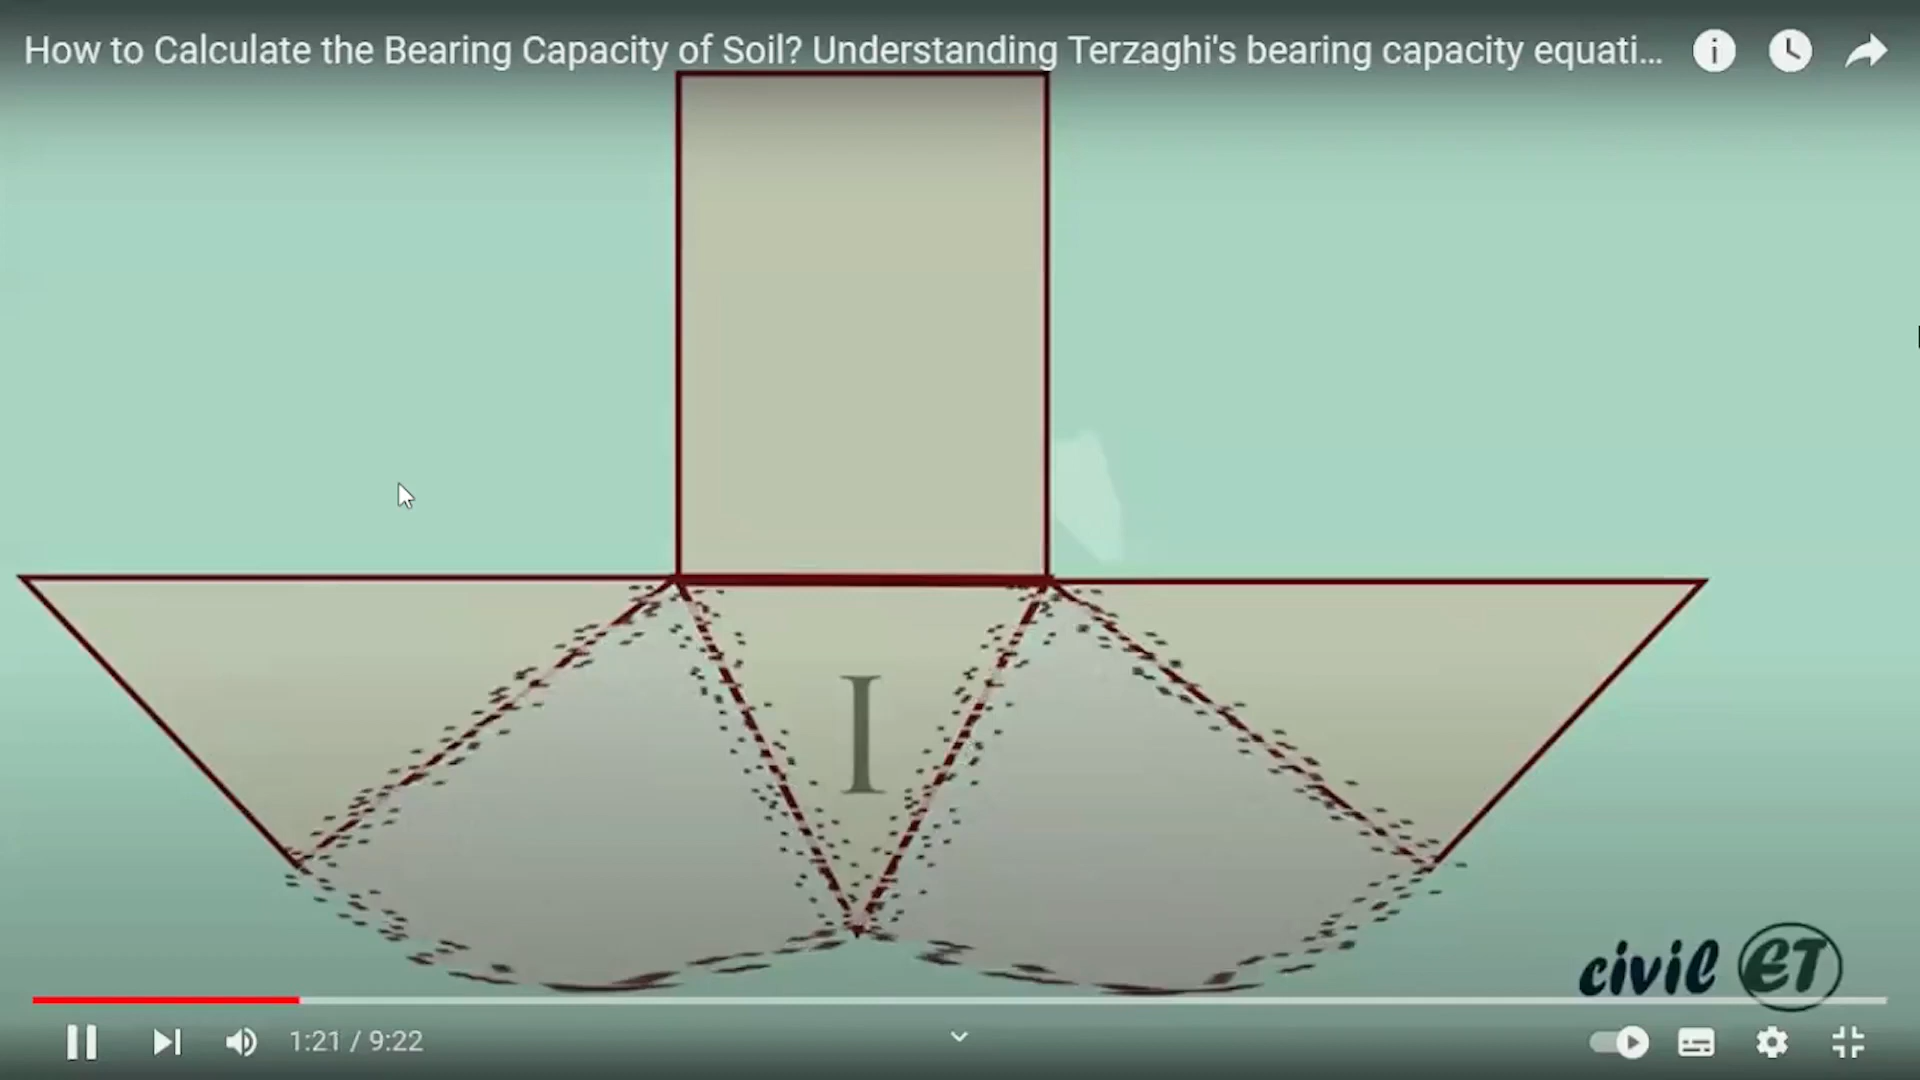 How to Calculate the Bearing Capacity of Soil? Understanding Terzaghi's bearing capacity equati...
I
civil ET
1:21 / 9:22